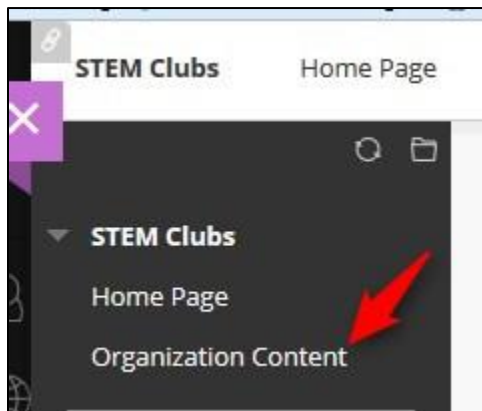 STEM Clubs Home Page
STEM Clubs
Home Page
Organization Content